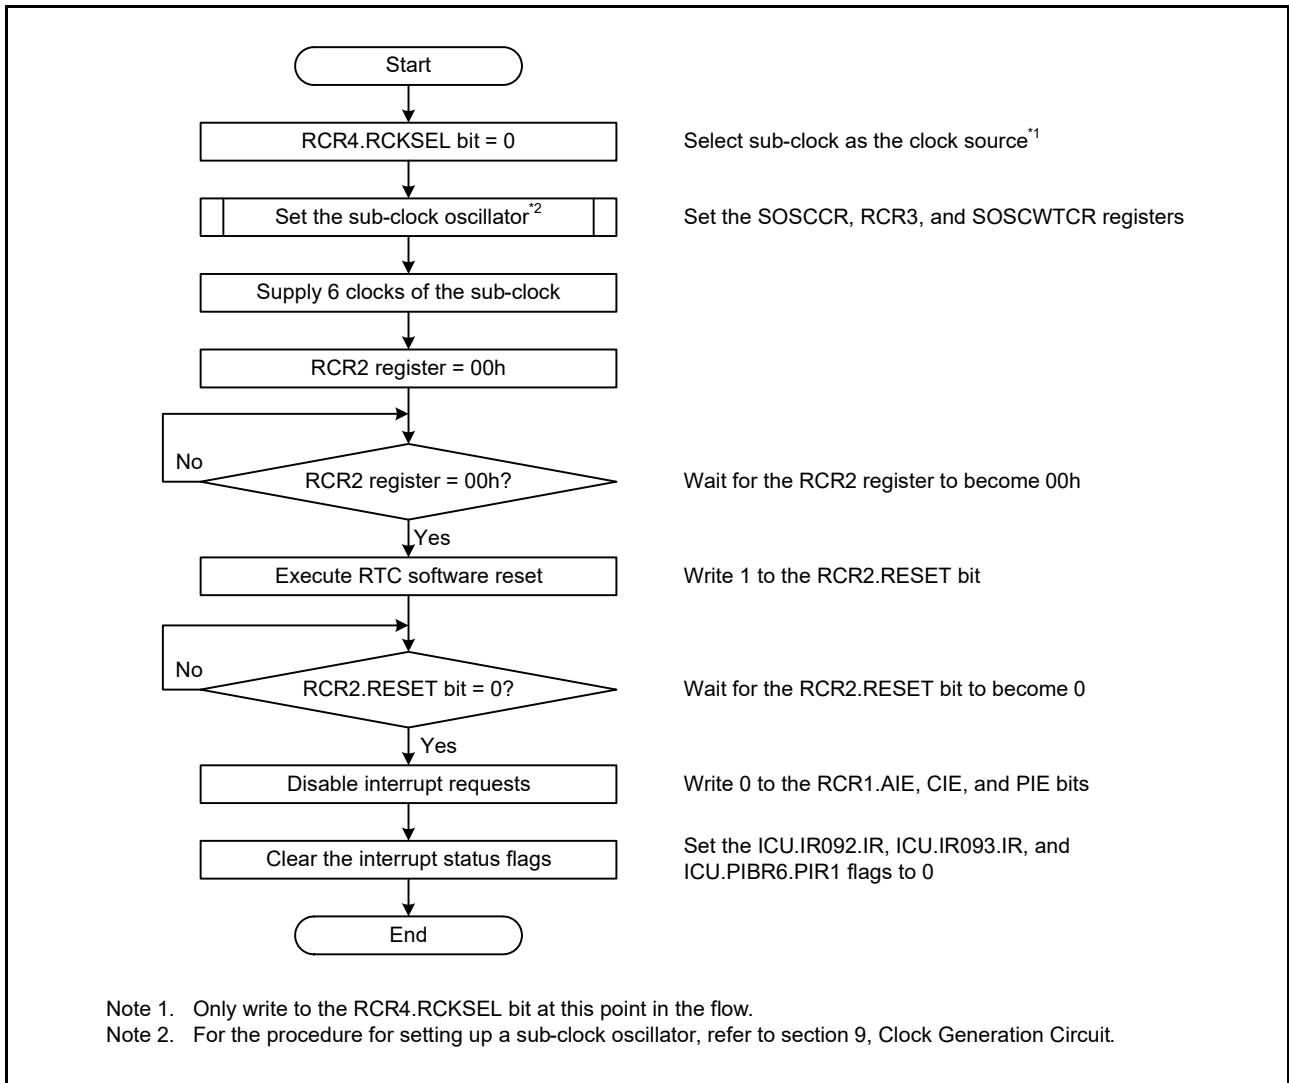 Start
RCR4.RCKSEL bit = 0
Select sub-clock as the clock source*1
Set the sub-clock oscillator*2
Set the SOSCCR, RCR3, and SOSCWTCR registers
Supply 6 clocks of the sub-clock
RCR2 register = 00h
No
RCR2 register = 00h?
Wait for the RCR2 register to become 00h
Yes
Execute RTC software reset
Write 1 to the RCR2.RESET bit
No
RCR2.RESET bit = 0?
Wait for the RCR2.RESET bit to become 0
Yes
Disable interrupt requests
Write 0 to the RCR1.AIE, CIE, and PIE bits
Clear the interrupt status flags
Set the ICU.IR092.IR, ICU.IR093.IR, and
ICU.PIBR6.PIR1 flags to 0
End
Note 1. Only write to the RCR4.RCKSEL bit at this point in the flow.
Note 2. For the procedure for setting up a sub-clock oscillator, refer to section 9, Clock Generation Circuit.